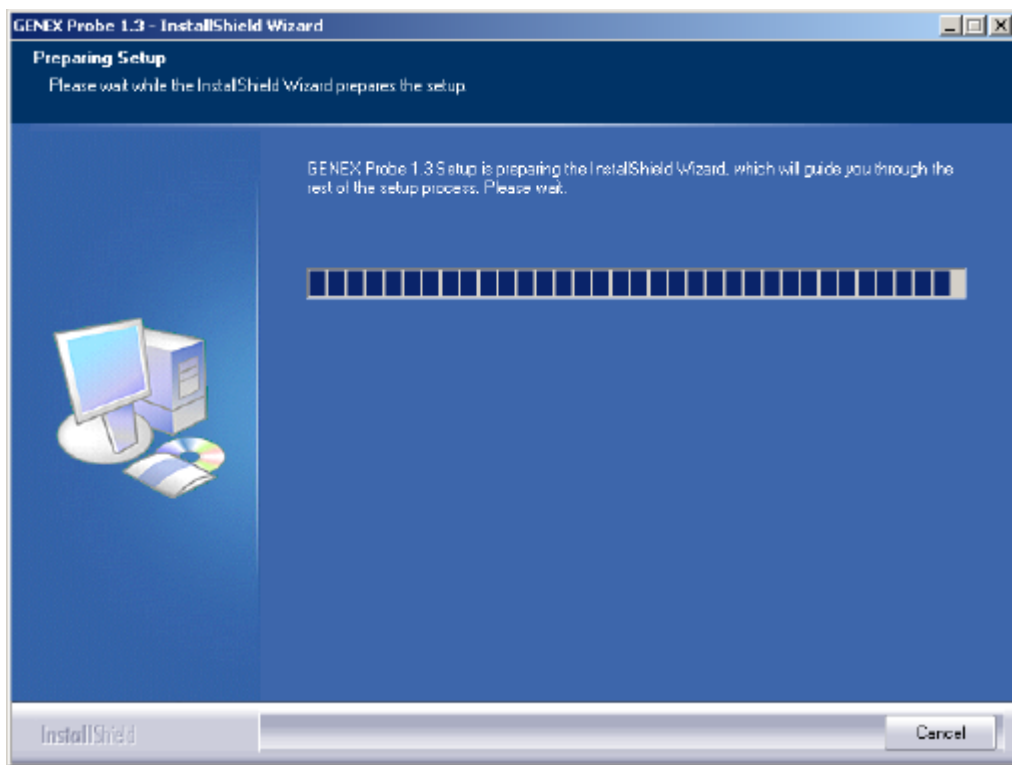 GENEX Probe 1.3 - InstallShield Wizard
Preparing Setup
Please wait while the InstallShield Wizard prepares the setup.
GENEX Probe 1.3 Setup is preparing the InstallShield Wizard, which will guide you through the
rest of the setup process. Please wait.
InstallShield
Cancel